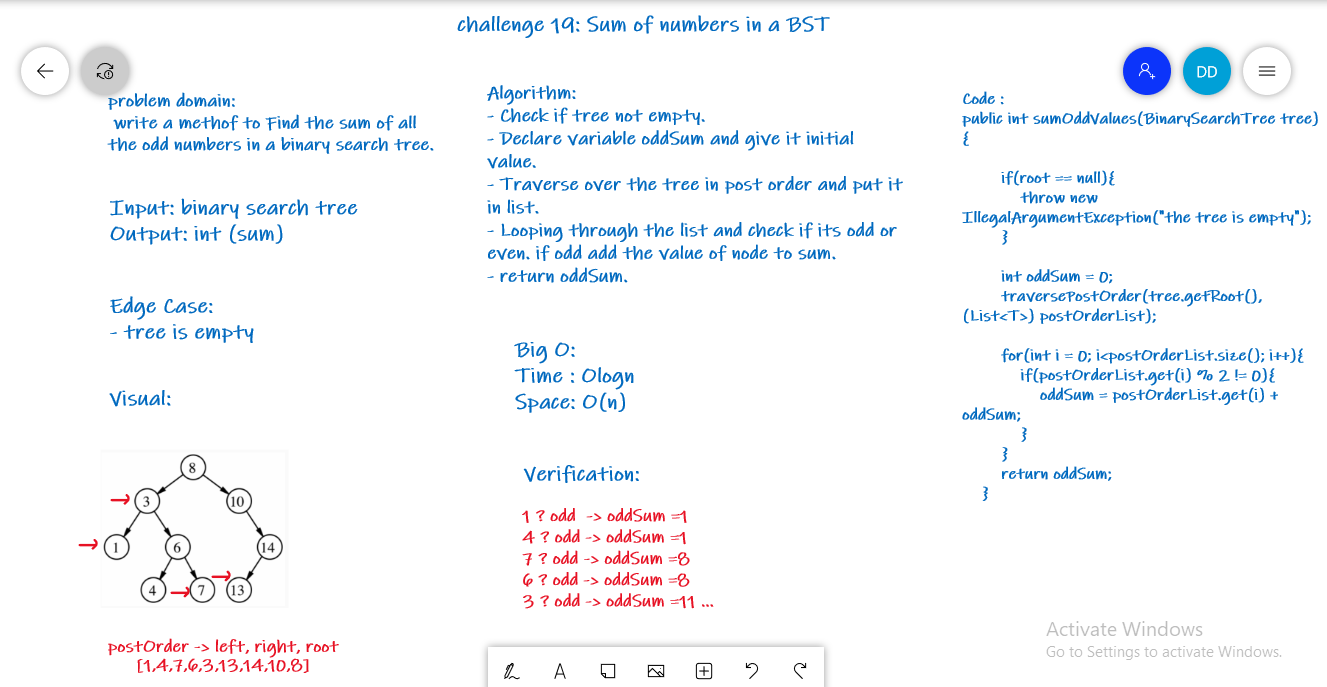 challenge 19: Sum of numbers in a BST
DD
problem domain:
write a methof to Find the sum of all
the odd numbers in a binary search tree.
Input: binary search tree
Output: int (sum)
Edge Case:
- tree is empty
Visual:
8
3
10
1
6
14
4
7
13
postOrder -> left, right, root
[1,4,7,6,3,13,14,10,8]
Algorithm:
- Check if tree not empty.
- Declare variable oddSum and give it initial
value.
- Traverse over the tree in post order and put it
in list.
- Looping through the list and check if its odd or
even. if odd add the value of node to sum.
- return oddSum.
Big O:
Time : Ologn
Space: O(n)
Verification:
1 ? odd -> oddSum =1
4 ? odd -> oddSum =1
7 ? odd -> oddSum =8
6 ? odd -> oddSum =8
3 ? odd -> oddSum =11 ...
Code :
public int sumOddValues(BinarySearchTree tree)
{
if(root == null){
throw new
IllegalArgumentException("the tree is empty");
}
int oddSum = 0;
traversePostOrder(tree.getRoot(),
(List<T>) postOrderList);
for(int i = 0; i<postOrderList.size(); i++){
if(postOrderList.get(i) % 2 != 0){
oddSum = postOrderList.get(i) +
oddSum;
}
}
return oddSum;
}
Activate Windows
Go to Settings to activate Windows.
A